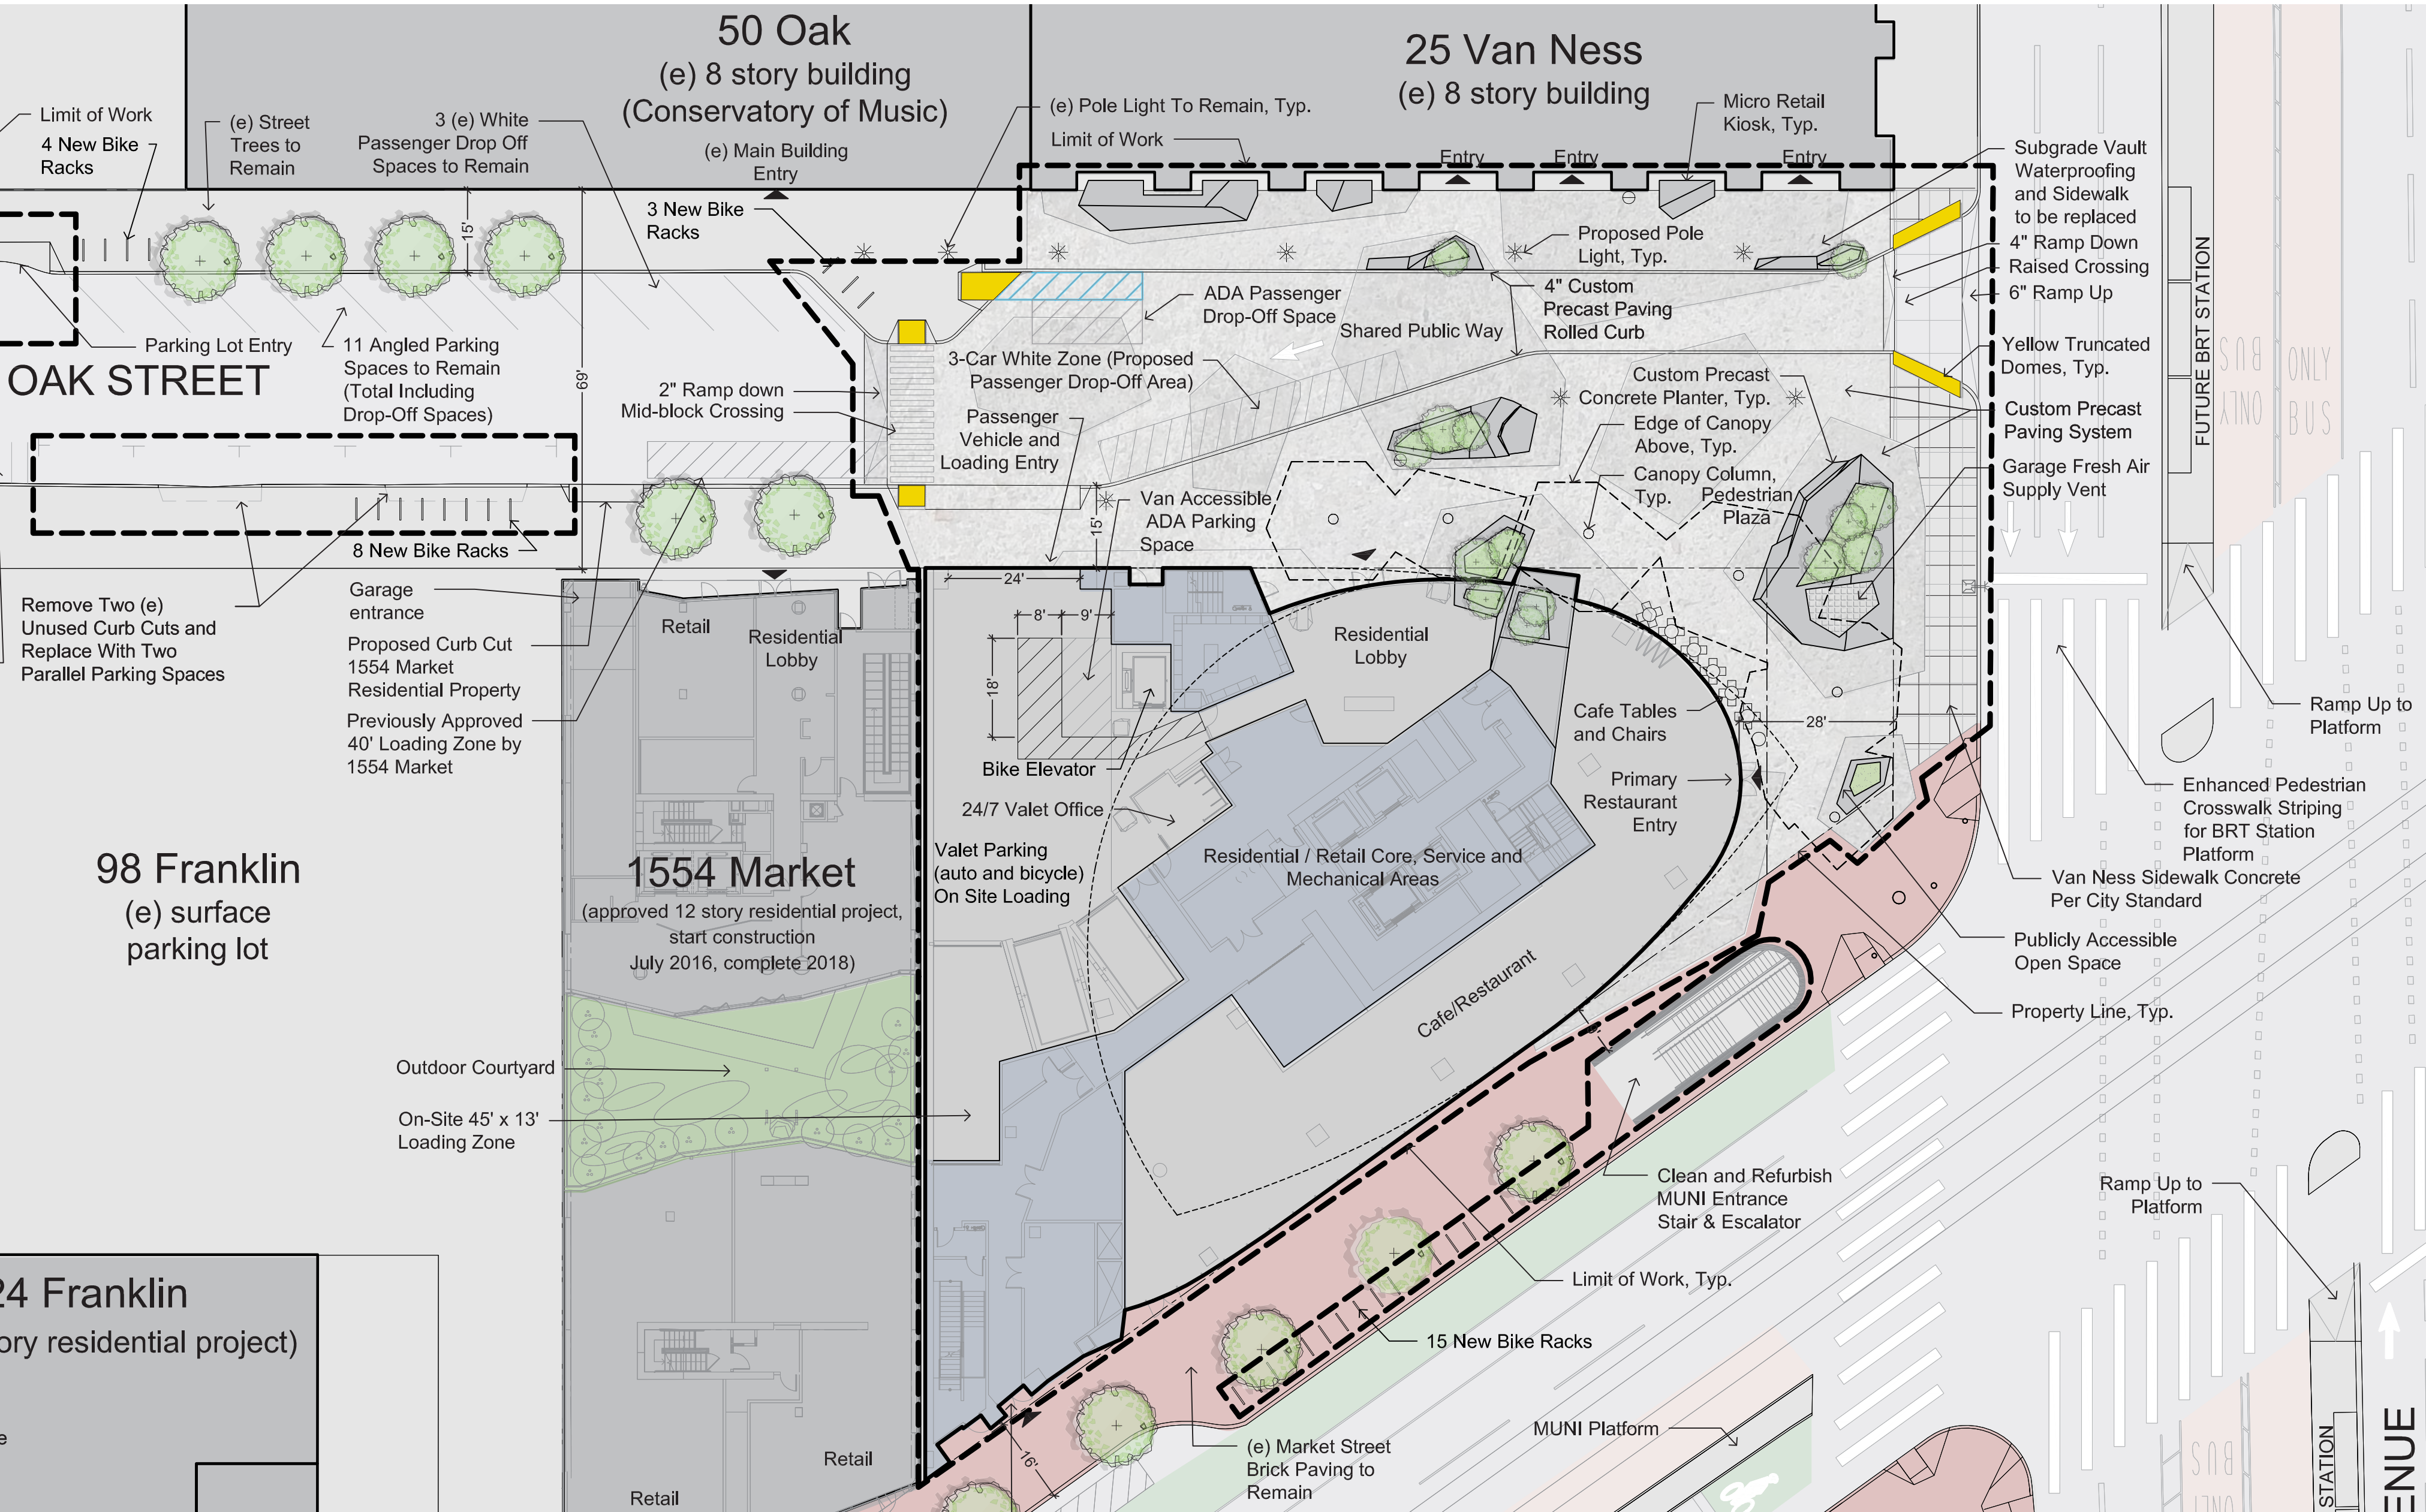 50 Oak
(e) 8 story building
(Conservatory of Music)
(e) Main Building
Entry
25 Van Ness
(e) 8 story building
Limit of Work
4 New Bike
Racks
(e) Street
Trees to
Remain
3 (e) White
Passenger Drop Off
Spaces to Remain
(e) Pole Light To Remain, Typ.
Limit of Work
Micro Retail
Kiosk, Typ.
Entry
Entry
Entry
3 New Bike
Racks
15'
69'
Subgrade Vault
Waterproofing
and Sidewalk
to be replaced
4" Ramp Down
Raised Crossing
6" Ramp Up
Yellow Truncated
Domes, Typ.
Custom Precast
Paving System
Garage Fresh Air
Supply Vent
Proposed Pole
Light, Typ.
4" Custom
Precast Paving
Rolled Curb
ADA Passenger
Drop-Off Space
Shared Public Way
3-Car White Zone (Proposed
Passenger Drop-Off Area)
Parking Lot Entry
OAK STREET
11 Angled Parking
Spaces to Remain
(Total Including
Drop-Off Spaces)
2" Ramp down
Mid-block Crossing
Passenger
Vehicle and
Loading Entry
Custom Precast
Concrete Planter, Typ.
Edge of Canopy
Above, Typ.
Canopy Column,
Typ.
Pedestrian
Plaza
Van Accessible
ADA Parking
Space
15'
FUTURE BRT STATION
BUS
ONLY
ONLY
BUS
8 New Bike Racks
Remove Two (e)
Unused Curb Cuts and
Replace With Two
Parallel Parking Spaces
Garage
entrance
Proposed Curb Cut
1554 Market
Residential Property
Previously Approved
40' Loading Zone by
1554 Market
Retail
Residential
Lobby
24'
8'
9'
18'
Residential
Lobby
Bike Elevator
24/7 Valet Office
Valet Parking
(auto and bicycle)
On Site Loading
Cafe Tables
and Chairs
28'
Primary
Restaurant
Entry
Residential / Retail Core, Service and
Mechanical Areas
Cafe/Restaurant
Ramp Up to
Platform
Enhanced Pedestrian
Crosswalk Striping
for BRT Station
Platform
Van Ness Sidewalk Concrete
Per City Standard
Publicly Accessible
Open Space
Property Line, Typ.
98 Franklin
(e) surface
parking lot
1554 Market
(approved 12 story residential project,
start construction
July 2016, complete 2018)
Outdoor Courtyard
On-Site 45' x 13'
Loading Zone
Clean and Refurbish
MUNI Entrance
Stair & Escalator
Limit of Work, Typ.
15 New Bike Racks
Ramp Up to
Platform
24 Franklin
ory residential project)
e
Retail
Retail
16'
(e) Market Street
Brick Paving to
Remain
MUNI Platform
BUS
ONLY
STATION
ENUE